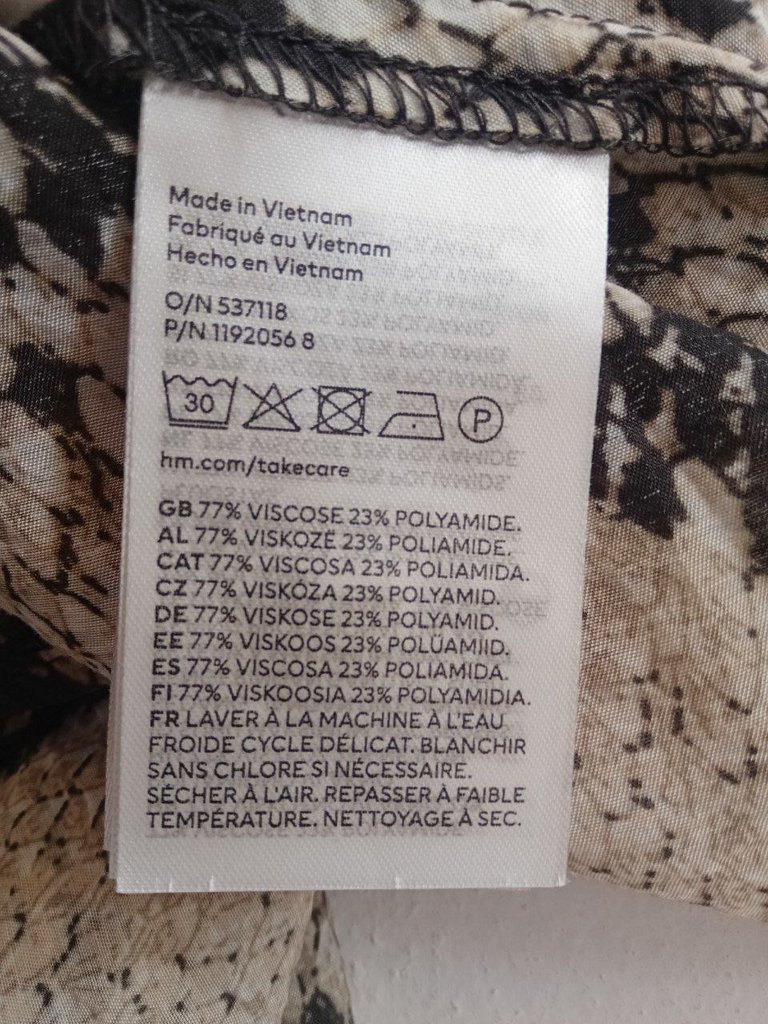 Made in Vietnam
Fabriqué au Vietnam
Hecho en Vietnam
O/N 537118
P/N 1192056 8
30
P
hm.com/takecare
GB 77% VISCOSE 23% POLYAMIDE.
AL 77% VISKOZË 23% POLIAMIDE.
CAT 77% VISCOSA 23% POLIAMIDA.
CZ 77% VISKÓZA 23% POLYAMID.
DE 77% VISKOSE 23% POLYAMID.
EE 77% VISKOOS 23% POLÜAMIID.
ES 77% VISCOSA 23% POLIAMIDA.
FI 77% VISKOOSIA 23% POLYAMIDIA.
FR LAVER À LA MACHINE À L'EAU
FROIDE CYCLE DÉLICAT. BLANCHIR
SANS CHLORE SI NÉCESSAIRE.
SÉCHER À L'AIR. REPASSER À FAIBLE
TEMPÉRATURE. NETTOYAGE À SEC.